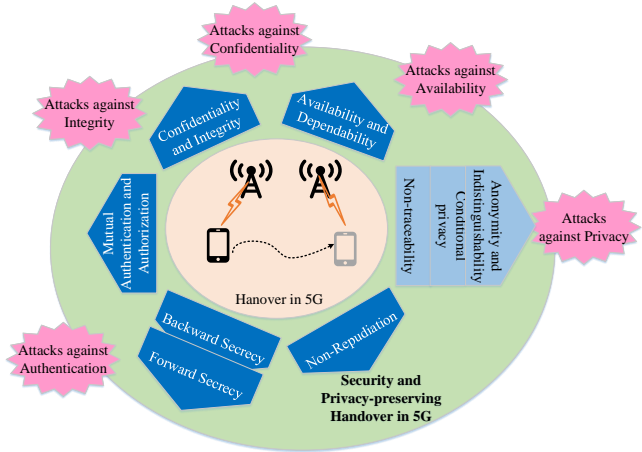 Attacks against
Confidentiality
Attacks against
Availability
Attacks against
Integrity
Confidentiality
and Integrity
Availability and
Dependability
Mutual
Authentication and
Authorization
Non-traceability
Conditional
privacy
Anonymity and
Indistinguishability
Attacks
against Privacy
Hanover in 5G
Backward Secrecy
Forward Secrecy
Non-Repudiation
Attacks against
Authentication
Security and
Privacy-preserving
Handover in 5G